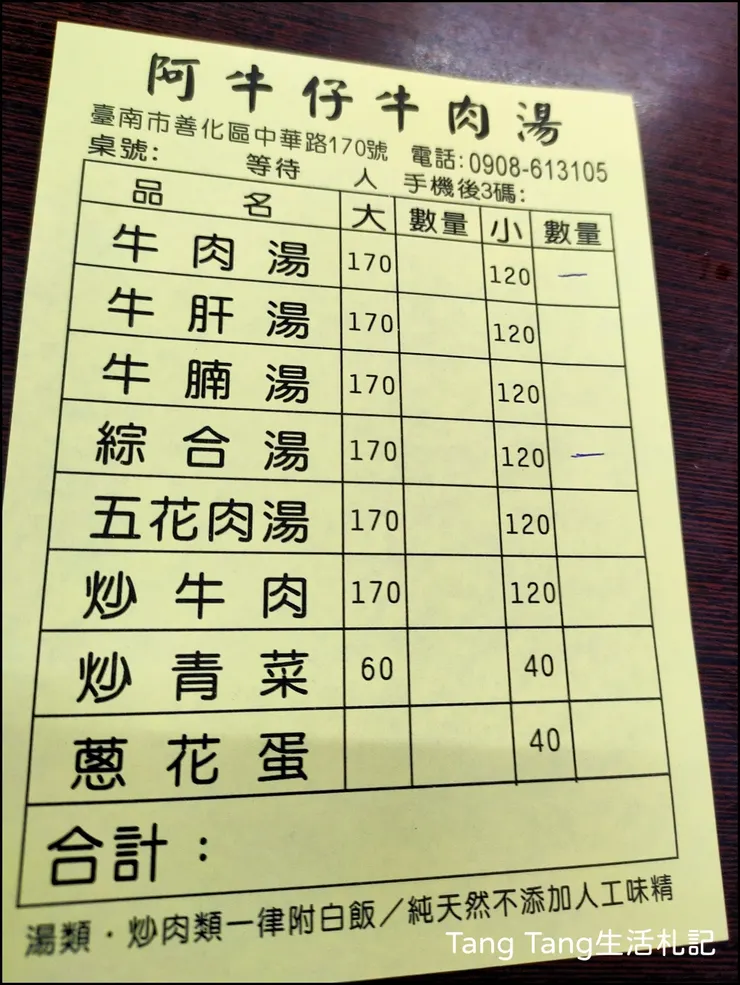 阿牛仔牛肉湯
臺南市善化區中華路170號 電話:0908-613105
桌號: 等待 人 手機後3碼:
品名 大 數量 小 數量
牛肉湯 170 120 一
牛肝湯 170 120
牛腩湯 170 120
綜合湯 170 120 一
五花肉湯 170 120
炒牛肉 170 120
炒青菜 60 40
蔥花蛋 40
合計:
湯類・炒肉類一律附白飯/純天然不添加人工味精
Tang Tang生活札記